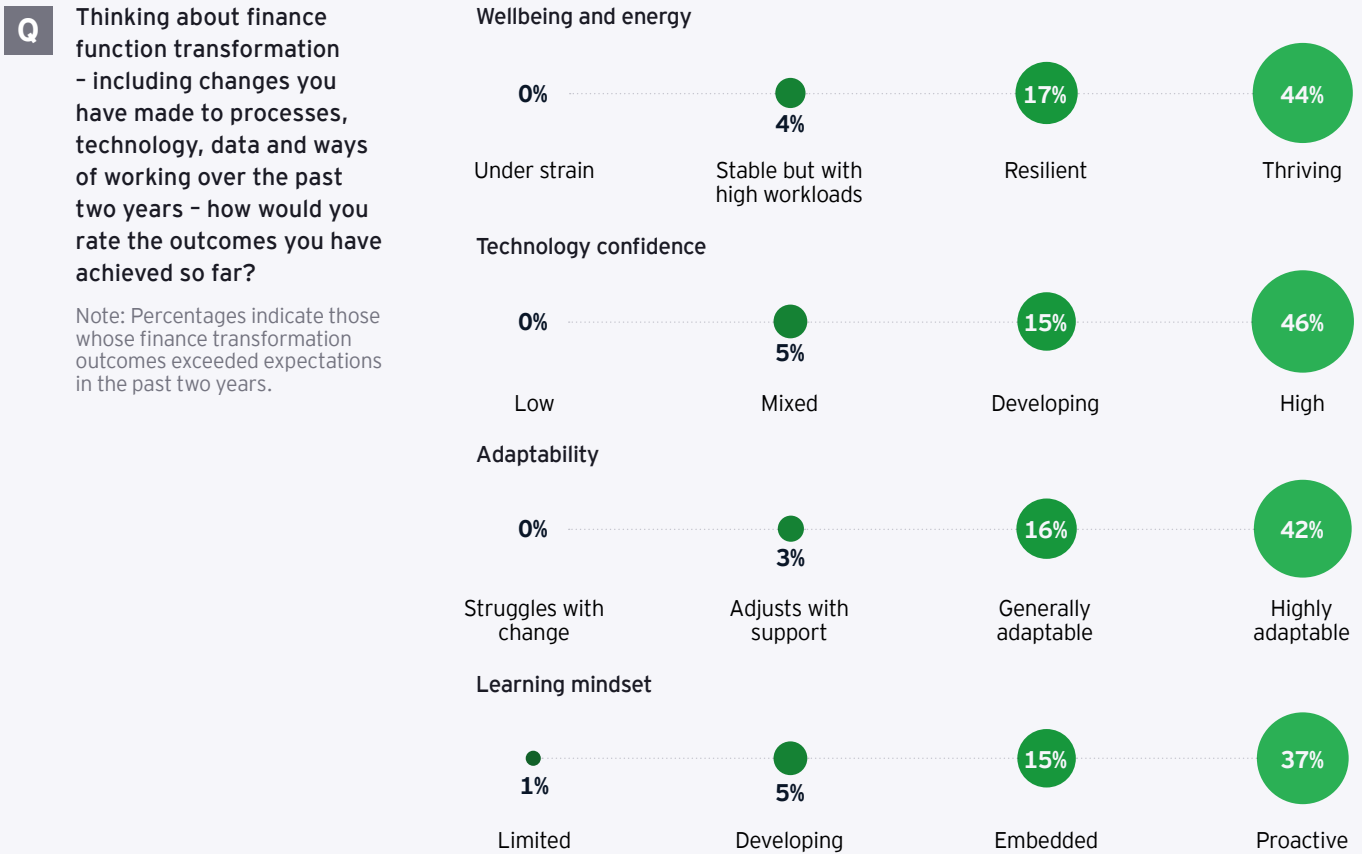 Q
Thinking about finance
function transformation
– including changes you
have made to processes,
technology, data and ways
of working over the past
two years – how would you
rate the outcomes you have
achieved so far?
Note: Percentages indicate those
whose finance transformation
outcomes exceeded expectations
in the past two years.
Wellbeing and energy
0%
4%
17%
44%
Under strain
Stable but with
high workloads
Resilient
Thriving
Technology confidence
0%
5%
15%
46%
Low
Mixed
Developing
High
Adaptability
0%
3%
16%
42%
Struggles with
change
Adjusts with
support
Generally
adaptable
Highly
adaptable
Learning mindset
1%
5%
15%
37%
Limited
Developing
Embedded
Proactive